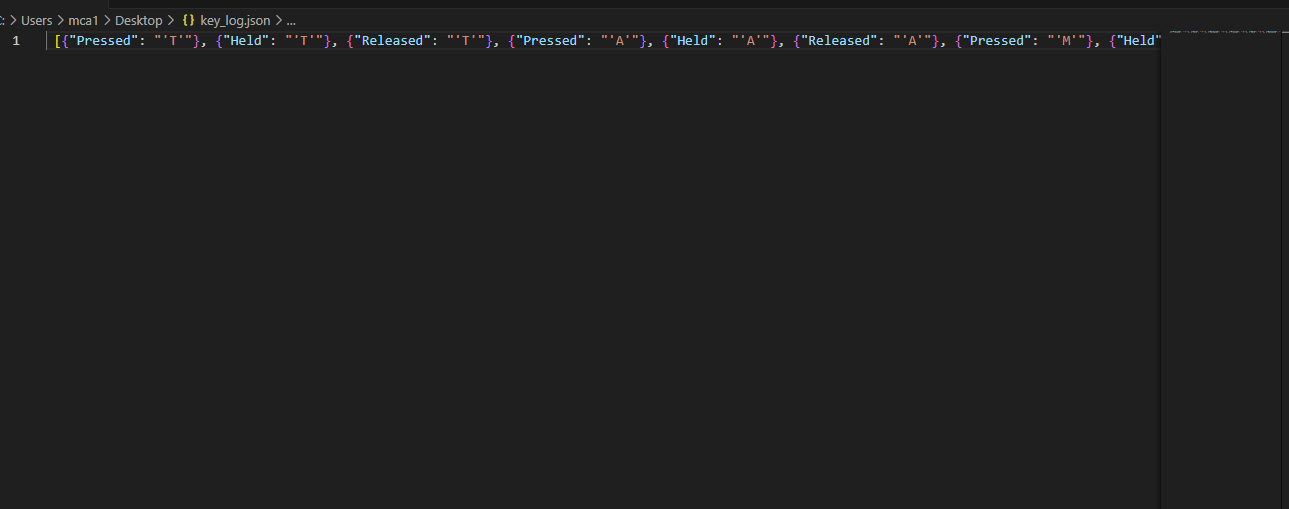 : > Users > mca1 > Desktop > {} key_log.json > ...
1 [{"Pressed": "'T'"}, {"Held": "'T'"}, {"Released": "'T'"}, {"Pressed": "'A'"}, {"Held": "'A'"}, {"Released": "'A'"}, {"Pressed": "'M'"}, {"Held"